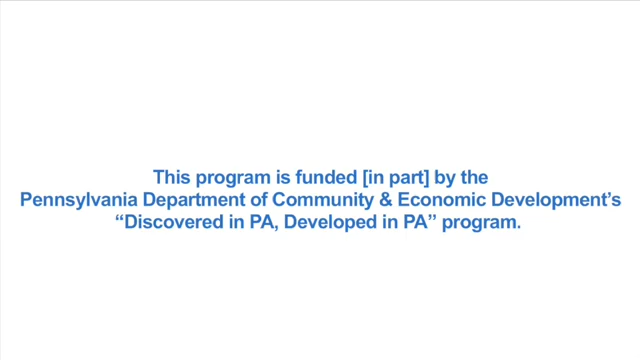 This program is funded [in part] by the
Pennsylvania Department of Community & Economic Development’s
“Discovered in PA, Developed in PA” program.